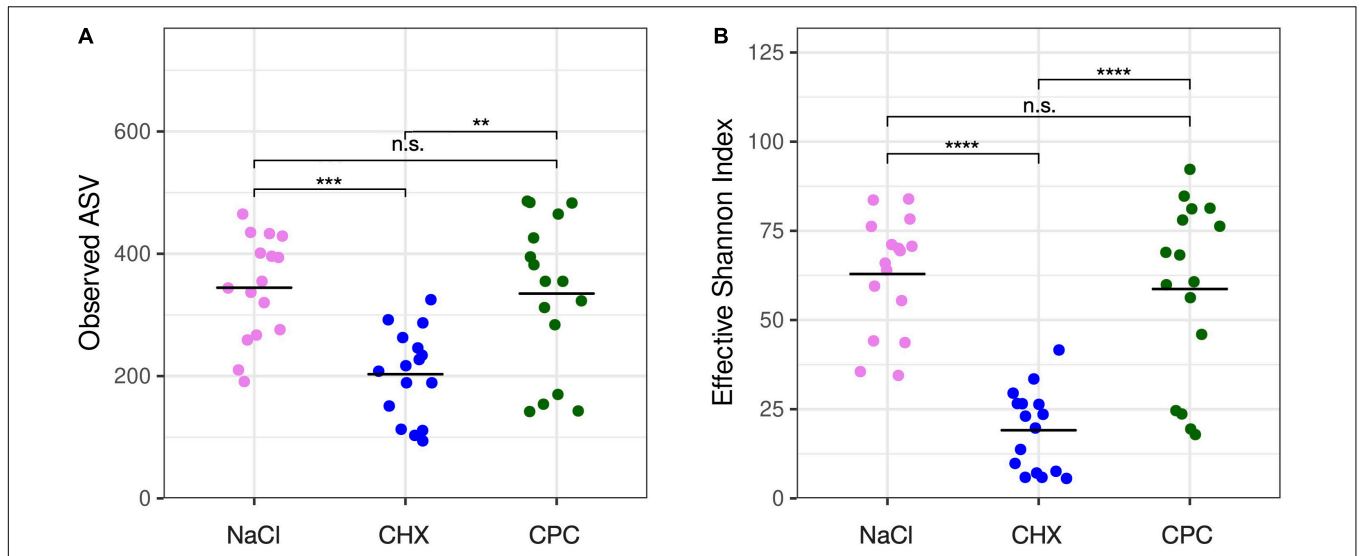 A
Observed ASV
600
400
200
0
**
n.s.
***
NaCl
CHX
CPC
B
Effective Shannon Index
125
100
75
50
25
0
****
n.s.
****
NaCl
CHX
CPC